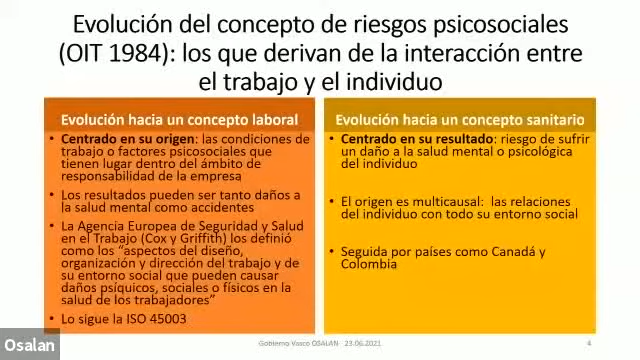 Evolución del concepto de riesgos psicosociales
(OIT 1984): los que derivan de la interacción entre
el trabajo y el individuo
Evolución hacia un concepto laboral
• Centrado en su origen: las condiciones de
trabajo o factores psicosociales que
tienen lugar dentro del ámbito de
responsabilidad de la empresa
• Los resultados pueden ser tanto daños a
la salud mental como accidentes
• La Agencia Europea de Seguridad y Salud
en el Trabajo (Cox y Griffith) los definió
como los "aspectos del diseño,
organización y dirección del trabajo y de
su entorno social que pueden causar
daños psíquicos, sociales o físicos en la
salud de los trabajadores"
• Lo sigue la ISO 45003
Evolución hacia un concepto sanitario
• Centrado en su resultado: riesgo de sufrir
un daño a la salud mental o psicológica
del individuo
• El origen es multicausal: las relaciones
del individuo con todo su entorno social
• Seguida por países como Canadá y
Colombia
Osalan
Gobierno Vasco OSALAN 23.06.2021
4